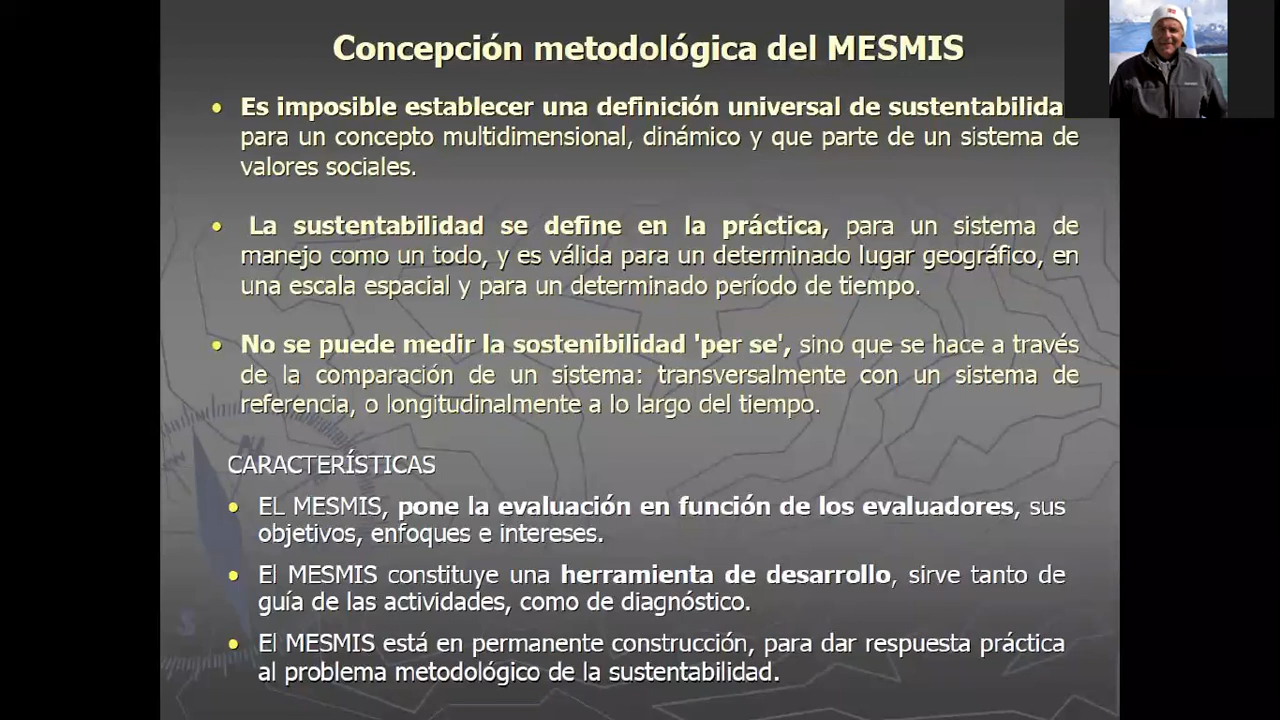 Concepción metodológica del MESMIS
• Es imposible establecer una definición universal de sustentabilida
para un concepto multidimensional, dinámico y que parte de un sistema de
valores sociales.
• La sustentabilidad se define en la práctica, para un sistema de
manejo como un todo, y es válida para un determinado lugar geográfico, en
una escala espacial y para un determinado período de tiempo.
• No se puede medir la sostenibilidad 'per se', sino que se hace a través
de la comparación de un sistema: transversalmente con un sistema de
referencia, o longitudinalmente a lo largo del tiempo.
CARACTERÍSTICAS
• EL MESMIS, pone la evaluación en función de los evaluadores, sus
objetivos, enfoques e intereses.
• El MESMIS constituye una herramienta de desarrollo, sirve tanto de
guía de las actividades, como de diagnóstico.
• El MESMIS está en permanente construcción, para dar respuesta práctica
al problema metodológico de la sustentabilidad.